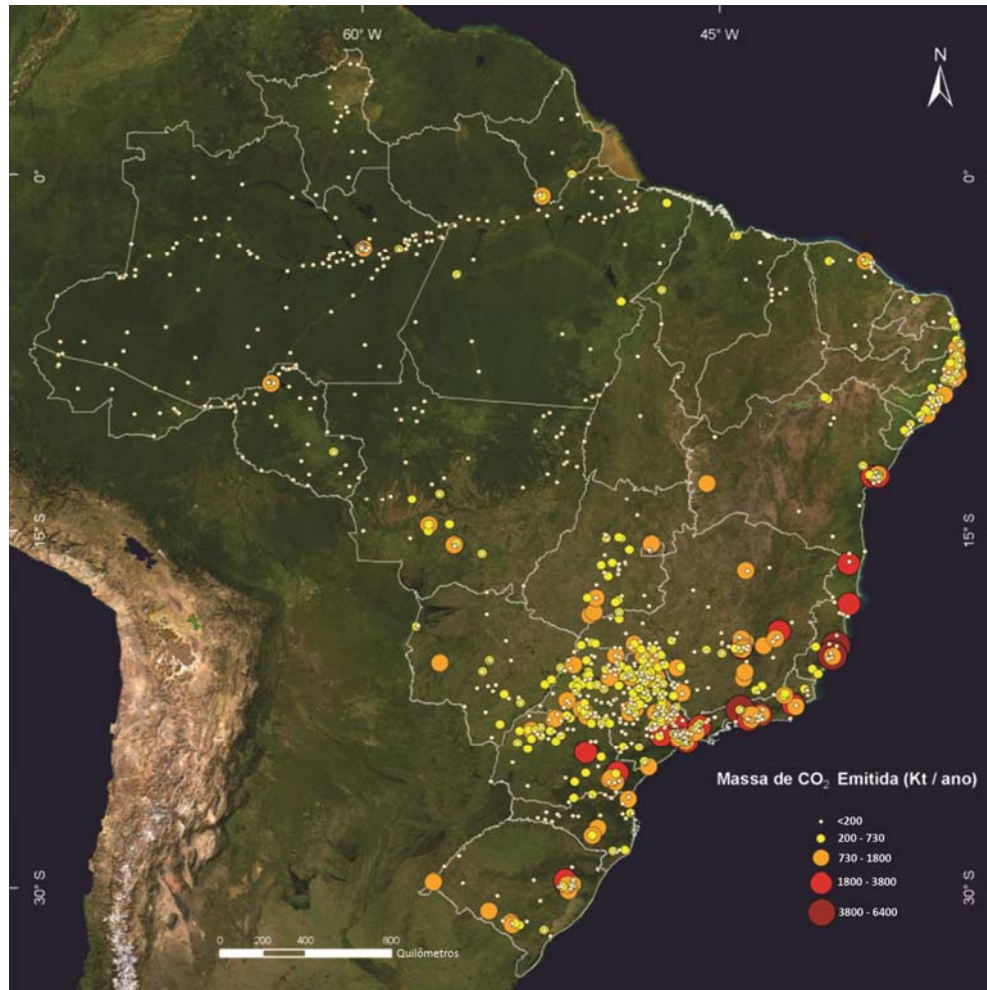 60° W
45° W
N
0°
0°
15° S
15° S
Massa de CO₂ Emitida (Kt / ano)
<200
200 - 730
730 - 1800
1800 - 3800
3800 - 6400
30° S
30° S
0 200 400 800
Quilômetros